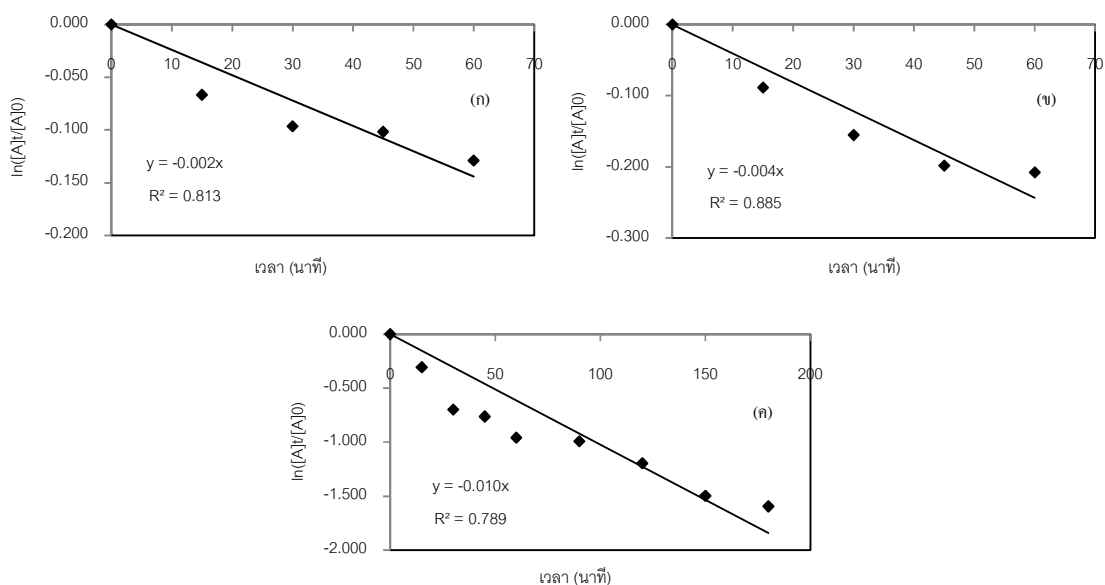 0.000
-0.050
-0.100
-0.150
-0.200
0 10 20 30 40 50 60 70
ln([A]t/[A]0)
(ก)
y = -0.002x
R² = 0.813
เวลา (นาที)
0.000
-0.100
-0.200
-0.300
0 10 20 30 40 50 60 70
ln([A]t/[A]0)
(ข)
y = -0.004x
R² = 0.885
เวลา (นาที)
0.000
-0.500
-1.000
-1.500
-2.000
0 50 100 150 200
ln([A]t/[A]0)
(ค)
y = -0.010x
R² = 0.789
เวลา (นาที)